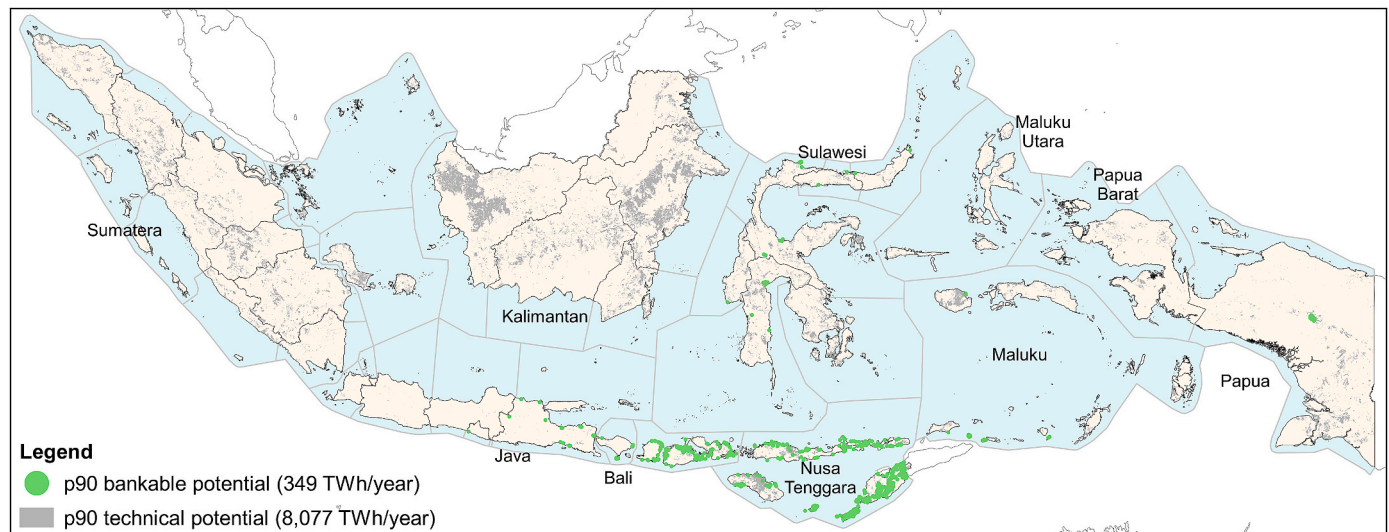 Maluku
Utara
Sulawesi
Papua
Barat
Sumatera
Kalimantan
Maluku
Papua
Legend
Java
Nusa
Tenggara
Bali
p90 bankable potential (349 TWh/year)
p90 technical potential (8,077 TWh/year)